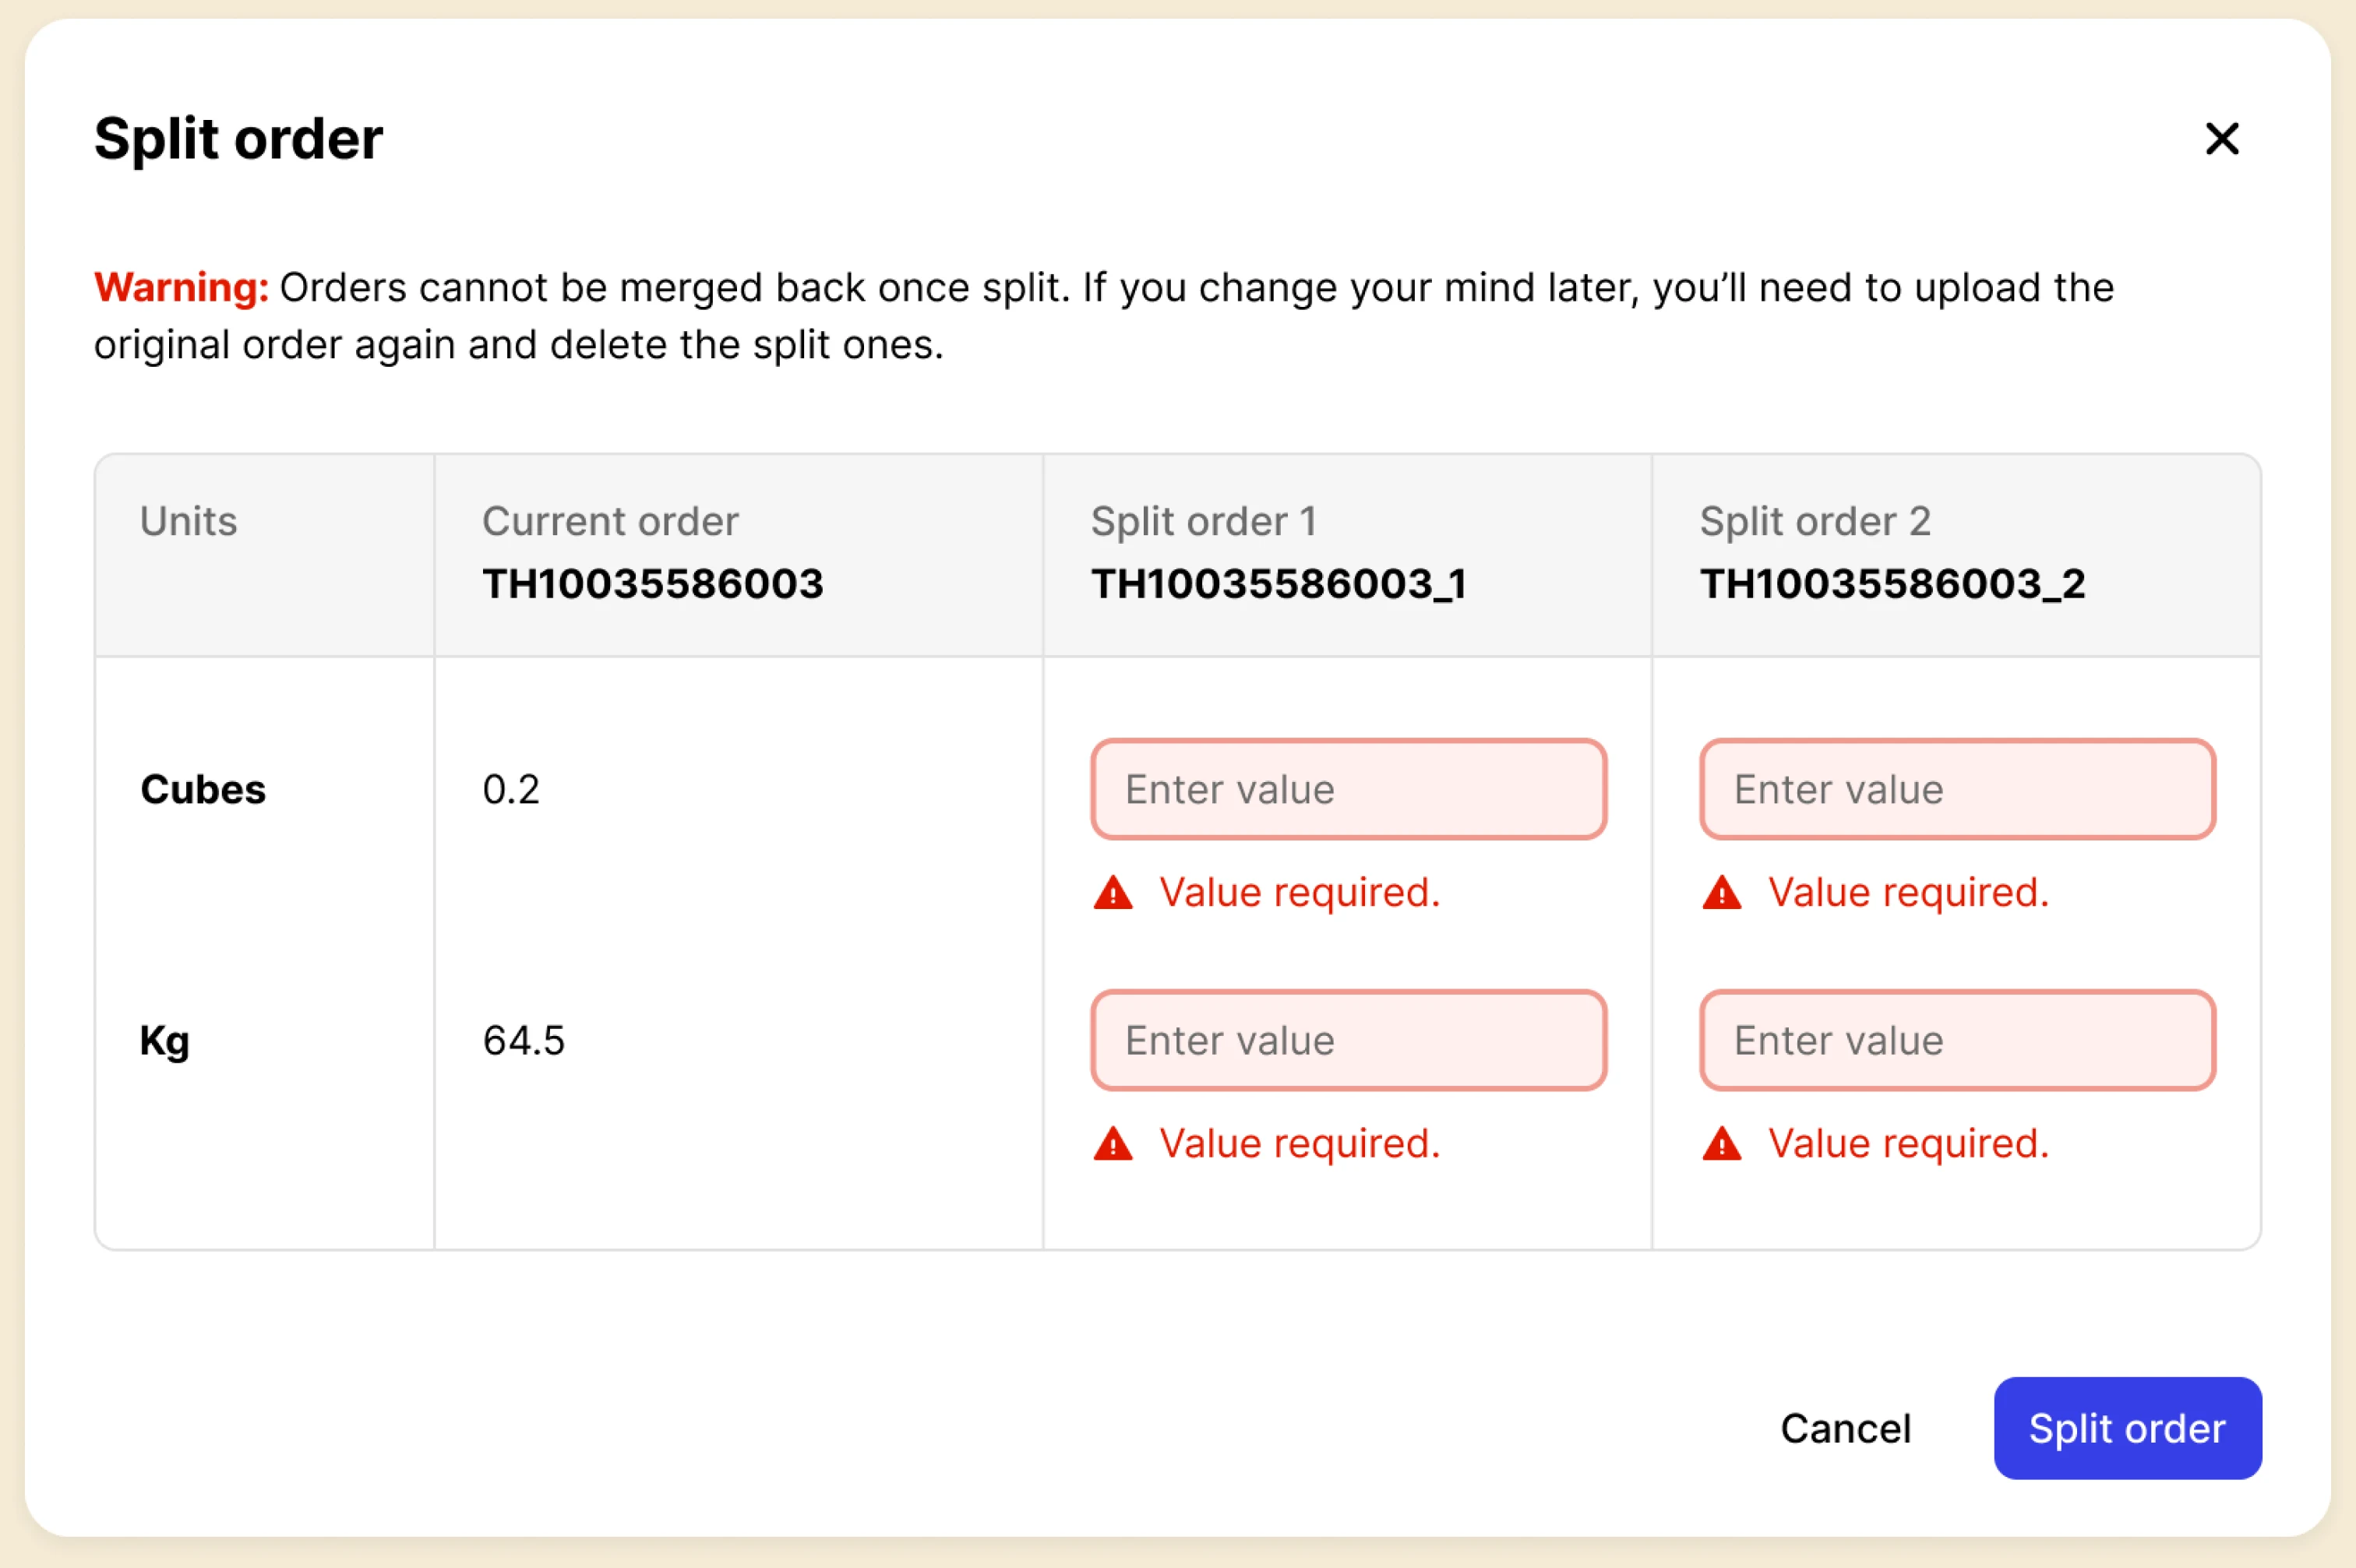 Split order
Warning: Orders cannot be merged back once split. If you change your mind later, you’ll need to upload the
original order again and delete the split ones.
Units
Current order
TH10035586003
Split order 1
TH10035586003_1
Split order 2
TH10035586003_2
Cubes
0.2
Enter value
Enter value
Value required.
Value required.
Kg
64.5
Enter value
Enter value
Value required.
Value required.
Cancel
Split order